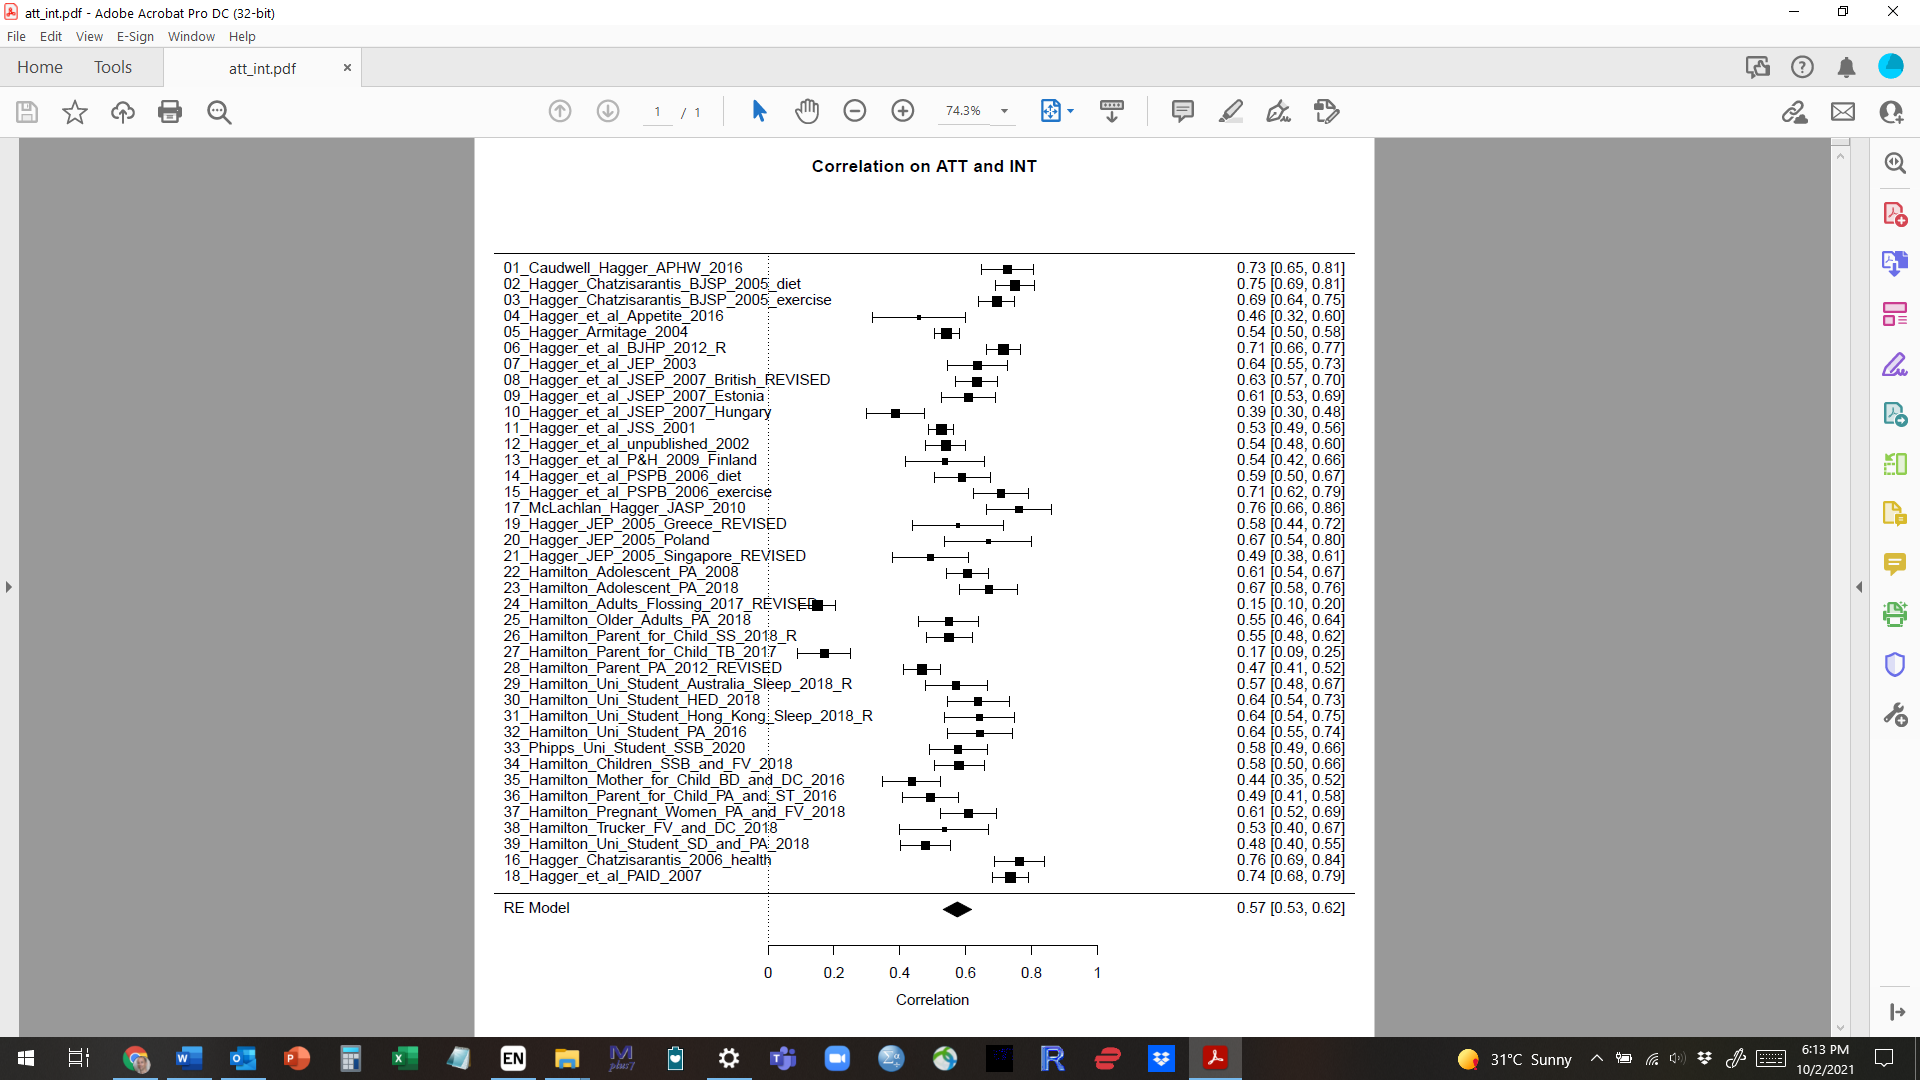 att_int.pdf - Adobe Acrobat Pro DC (32-bit)
File Edit View E-Sign Window Help
Home Tools att_int.pdf ×
1 / 1 74.3%
Correlation on ATT and INT
01_Caudwell_Hagger_APHW_2016 0.73 [0.65, 0.81]
02_Hagger_Chatzisarantis_BJSP_2005_diet 0.75 [0.69, 0.81]
03_Hagger_Chatzisarantis_BJSP_2005_exercise 0.69 [0.64, 0.75]
04_Hagger_et_al_Appetite_2016 0.46 [0.32, 0.60]
05_Hagger_Armitage_2004 0.54 [0.50, 0.58]
06_Hagger_et_al_BJHP_2012_R 0.71 [0.66, 0.77]
07_Hagger_et_al_JEP_2003 0.64 [0.55, 0.73]
08_Hagger_et_al_JSEP_2007_British_REVISED 0.63 [0.57, 0.70]
09_Hagger_et_al_JSEP_2007_Estonia 0.61 [0.53, 0.69]
10_Hagger_et_al_JSEP_2007_Hungary 0.39 [0.30, 0.48]
11_Hagger_et_al_JSS_2001 0.53 [0.49, 0.56]
12_Hagger_et_al_unpublished_2002 0.54 [0.48, 0.60]
13_Hagger_et_al_P&H_2009_Finland 0.54 [0.42, 0.66]
14_Hagger_et_al_PSPB_2006_diet 0.59 [0.50, 0.67]
15_Hagger_et_al_PSPB_2006_exercise 0.71 [0.62, 0.79]
17_McLachlan_Hagger_JASP_2010 0.76 [0.66, 0.86]
19_Hagger_JEP_2005_Greece_REVISED 0.58 [0.44, 0.72]
20_Hagger_JEP_2005_Poland 0.67 [0.54, 0.80]
21_Hagger_JEP_2005_Singapore_REVISED 0.49 [0.38, 0.61]
22_Hamilton_Adolescent_PA_2008 0.61 [0.54, 0.67]
23_Hamilton_Adolescent_PA_2018 0.67 [0.58, 0.76]
24_Hamilton_Adults_Flossing_2017_REVISED 0.15 [0.10, 0.20]
25_Hamilton_Older_Adults_PA_2018 0.55 [0.46, 0.64]
26_Hamilton_Parent_for_Child_SS_2018_R 0.55 [0.48, 0.62]
27_Hamilton_Parent_for_Child_TB_2017 0.17 [0.09, 0.25]
28_Hamilton_Parent_PA_2012_REVISED 0.47 [0.41, 0.52]
29_Hamilton_Uni_Student_Australia_Sleep_2018_R 0.57 [0.48, 0.67]
30_Hamilton_Uni_Student_HED_2018 0.64 [0.54, 0.73]
31_Hamilton_Uni_Student_Hong_Kong_Sleep_2018_R 0.64 [0.54, 0.75]
32_Hamilton_Uni_Student_PA_2016 0.64 [0.55, 0.74]
33_Phipps_Uni_Student_SSB_2020 0.58 [0.49, 0.66]
34_Hamilton_Children_SSB_and_FV_2018 0.58 [0.50, 0.66]
35_Hamilton_Mother_for_Child_BD_and_DC_2016 0.44 [0.35, 0.52]
36_Hamilton_Parent_for_Child_PA_and_ST_2016 0.49 [0.41, 0.58]
37_Hamilton_Pregnant_Women_PA_and_FV_2018 0.61 [0.52, 0.69]
38_Hamilton_Trucker_FV_and_DC_2018 0.53 [0.40, 0.67]
39_Hamilton_Uni_Student_SD_and_PA_2018 0.48 [0.40, 0.55]
16_Hagger_Chatzisarantis_2006_health 0.76 [0.69, 0.84]
18_Hagger_et_al_PAID_2007 0.74 [0.68, 0.79]
RE Model 0.57 [0.53, 0.62]
0 0.2 0.4 0.6 0.8 1
Correlation
EN 31°C Sunny 6:13 PM
10/2/2021